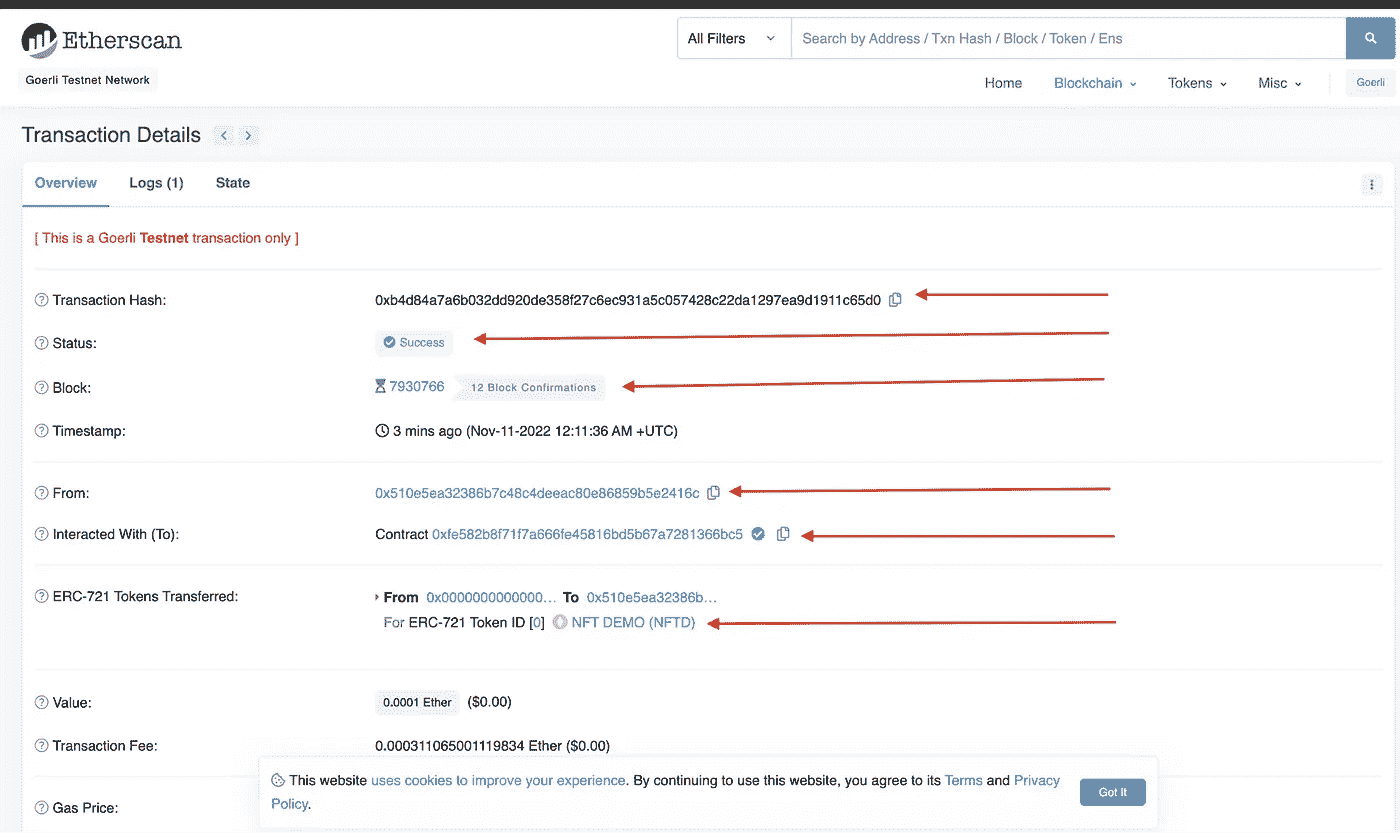 Etherscan
All Filters
Search by Address / Txn Hash / Block / Token / Ens
Goerli Testnet Network
Home
Blockchain
Tokens
Misc
Goerli
Transaction Details
Overview
Logs (1)
State
[ This is a Goerli Testnet transaction only ]
Transaction Hash:
0xb4d84a7a6b032dd920de358f27c6ec931a5c057428c22da1297ea9d1911c65d0
Status:
Success
Block:
7930766
12 Block Confirmations
Timestamp:
3 mins ago (Nov-11-2022 12:11:36 AM +UTC)
From:
0x510e5ea32386b7c48c4deeac80e86859b5e2416c
Interacted With (To):
Contract 0xfe582b8f71f7a666fe45816bd5b67a7281366bc5
ERC-721 Tokens Transferred:
From 0x0000000000000... To 0x510e5ea32386b...
For ERC-721 Token ID [0] NFT DEMO (NFTD)
Value:
0.0001 Ether ($0.00)
Transaction Fee:
0.000311065001119834 Ether ($0.00)
Gas Price:
This website uses cookies to improve your experience. By continuing to use this website, you agree to its Terms and Privacy
Policy.
Got It